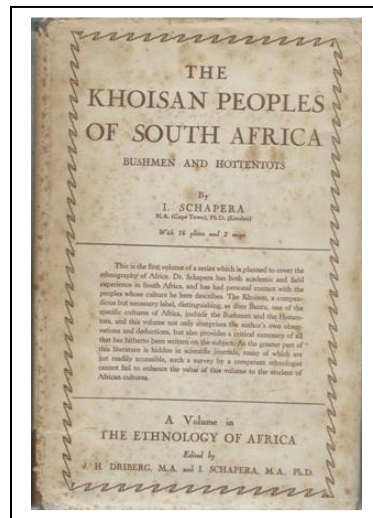 THE
KHOISAN PEOPLES
OF SOUTH AFRICA
BUSHMEN AND HOTTENTOTS
By
I. SCHAPERA
M.A. (Cape Town), Ph.D. (London)
With 16 plates and 2 maps
This is the first volume of a series which is planned to cover the
ethnography of Africa. Dr. Schapera has both academic and field
experience in South Africa, and has had personal contact with the
peoples whose culture he here describes. The Khoisan, a compen-
dious but necessary label, distinguishing, as does Bantu, one of the
specific cultures of Africa, include the Bushmen and the Hotten-
tots, and this volume not only comprises the author's own obser-
vations and deductions, but also provides a critical summary of all
that has hitherto been written on the subject. As the greater part of
this literature is hidden in scientific journals, many of which are
not readily accessible, such a survey by a competent ethnologist
cannot fail to enhance the value of this volume to the student of
African cultures.
A Volume in
THE ETHNOLOGY OF AFRICA
Edited by
J. H. DRIBERG, M.A. and I. SCHAPERA, M.A., Ph.D.